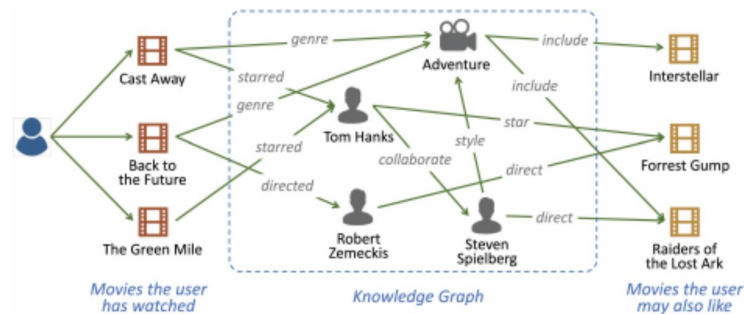 genre
include
Cast Away
Adventure
Interstellar
starred
include
genre
Tom Hanks
star
Back to
the Future
starred
collaborate
style
Forrest Gump
directed
direct
The Green Mile
Robert
Zemeckis
Steven
Spielberg
direct
Raiders of
the Lost Ark
Movies the user
has watched
Knowledge Graph
Movies the user
may also like